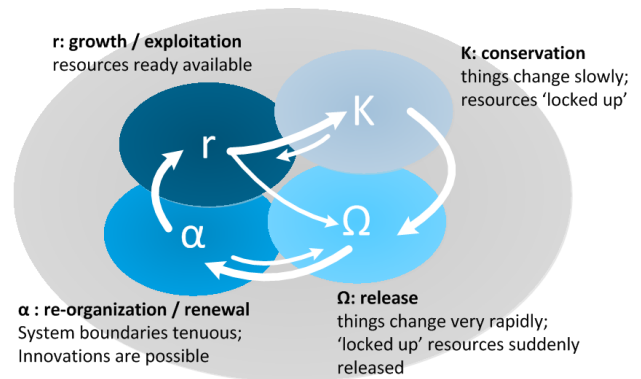 r: growth / exploitation
resources ready available
K: conservation
things change slowly;
resources ‘locked up’
r
K
α
Ω
α : re-organization / renewal
System boundaries tenuous;
Innovations are possible
Ω: release
things change very rapidly;
‘locked up’ resources suddenly
released